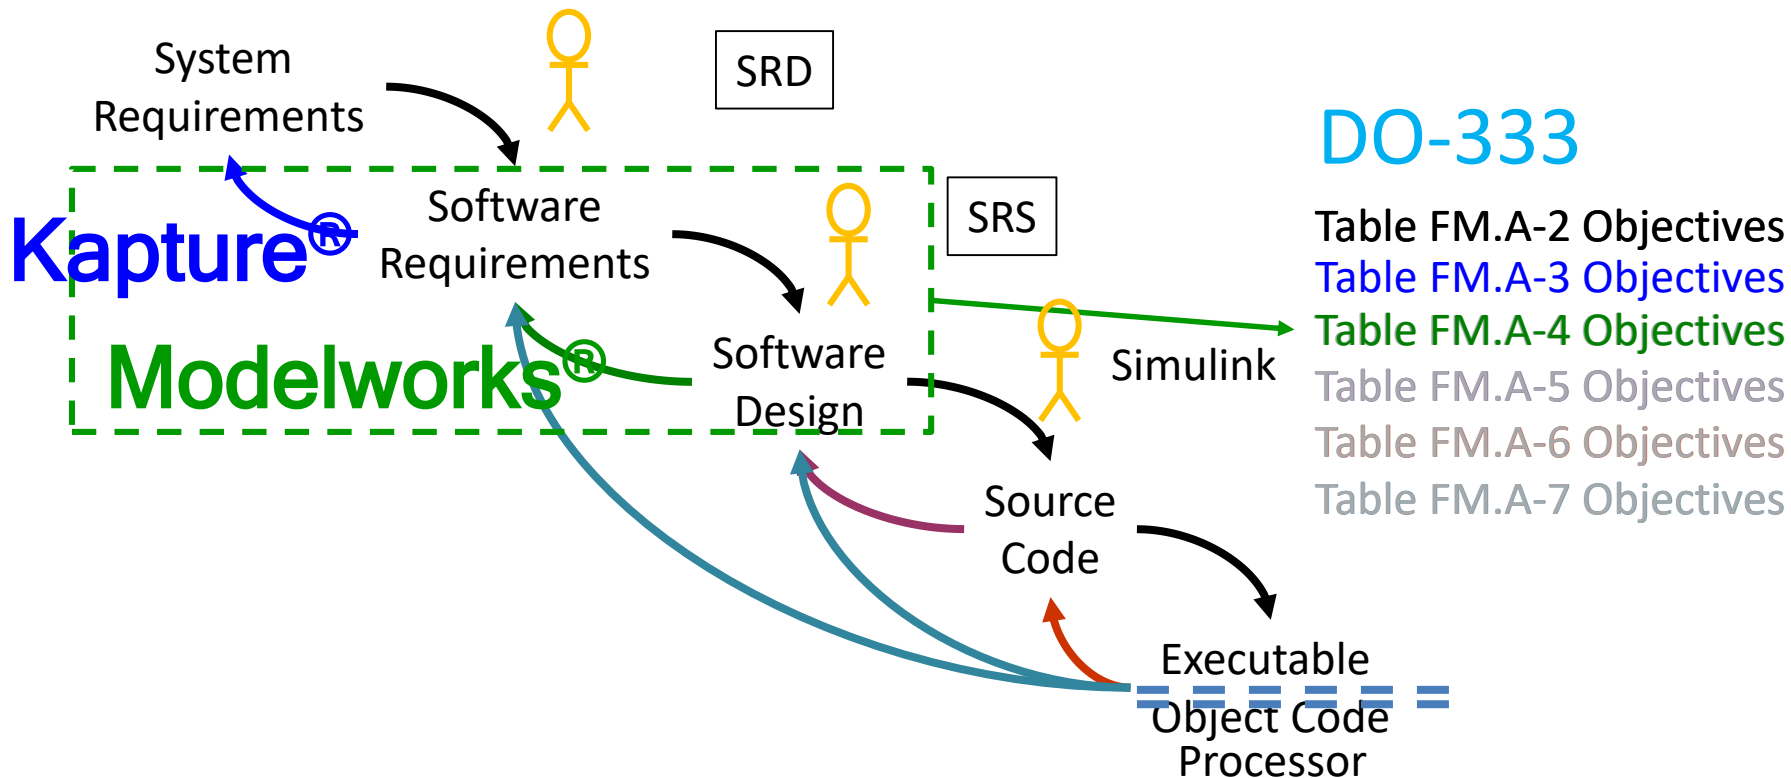 System
Requirements
SRD
DO-333
Software
Requirements
SRS
Kapture®
Table FM.A-2 Objectives
Table FM.A-3 Objectives
Table FM.A-4 Objectives
Table FM.A-5 Objectives
Table FM.A-6 Objectives
Table FM.A-7 Objectives
Modelworks®
Software
Design
Simulink
Source
Code
Executable
Object Code
Processor